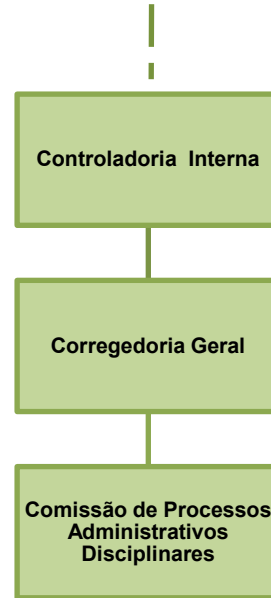 Controladoria Interna
Corregedoria Geral
Comissão de Processos
Administrativos
Disciplinares